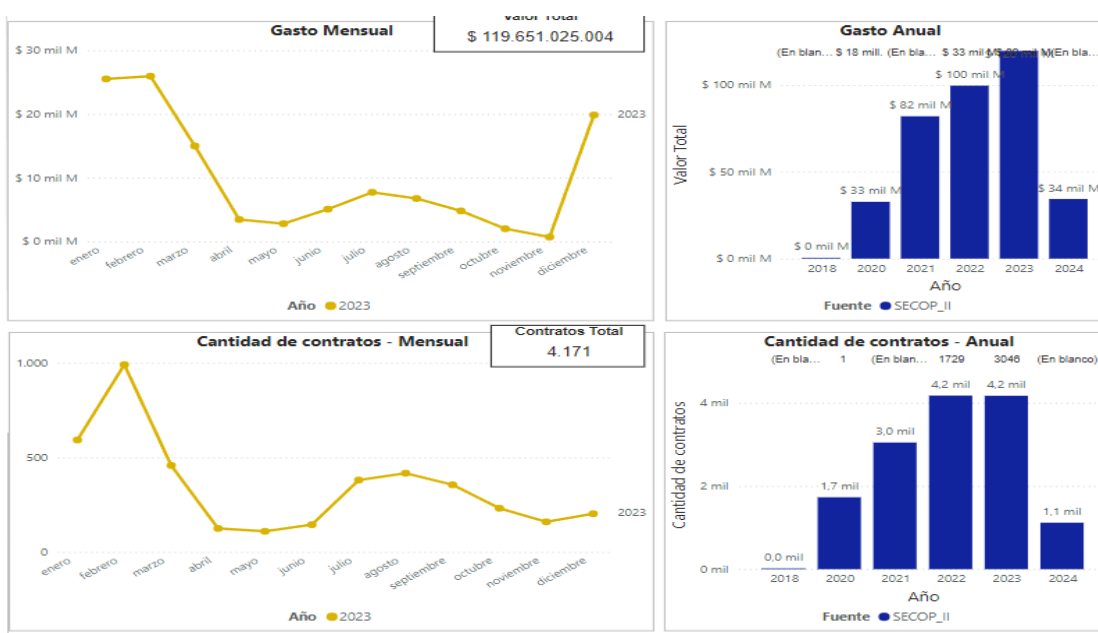 Gasto Mensual
Valor Total
$ 119.651.025.004
$ 30 mil M
$ 20 mil M
$ 10 mil M
$ 0 mil M
2023
enero
febrero
marzo
abril
mayo
junio
julio
agosto
septiembre
octubre
noviembre
diciembre
Año 2023
Gasto Anual
(En blan... $ 18 mill. (En bla... $ 33 mil (En bla...
$ 100 mil M
$ 50 mil M
$ 0 mil M
Valor Total
$ 0 mil M
$ 33 mil M
$ 82 mil M
$ 100 mil M
$ 34 mil M
2018 2020 2021 2022 2023 2024
Año
Fuente SECOP_II
Cantidad de contratos - Mensual
Contratos Total
4.171
1.000
500
0
2023
enero
febrero
marzo
abril
mayo
junio
julio
agosto
septiembre
octubre
noviembre
diciembre
Año 2023
Cantidad de contratos - Anual
(En bla... 1 (En blan... 1729 3046 (En blanco)
4 mil
2 mil
0 mil
Cantidad de contratos
0,0 mil
1,7 mil
3,0 mil
4,2 mil
4,2 mil
1,1 mil
2018 2020 2021 2022 2023 2024
Año
Fuente SECOP_II